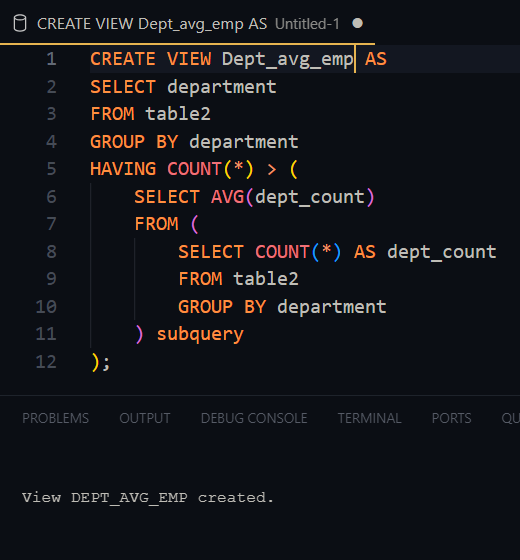 CREATE VIEW Dept_avg_emp AS Untitled-1
1 CREATE VIEW Dept_avg_emp AS
2 SELECT department
3 FROM table2
4 GROUP BY department
5 HAVING COUNT(*) > (
6 SELECT AVG(dept_count)
7 FROM (
8 SELECT COUNT(*) AS dept_count
9 FROM table2
10 GROUP BY department
11 ) subquery
12 );
PROBLEMS OUTPUT DEBUG CONSOLE TERMINAL PORTS QU
View DEPT_AVG_EMP created.